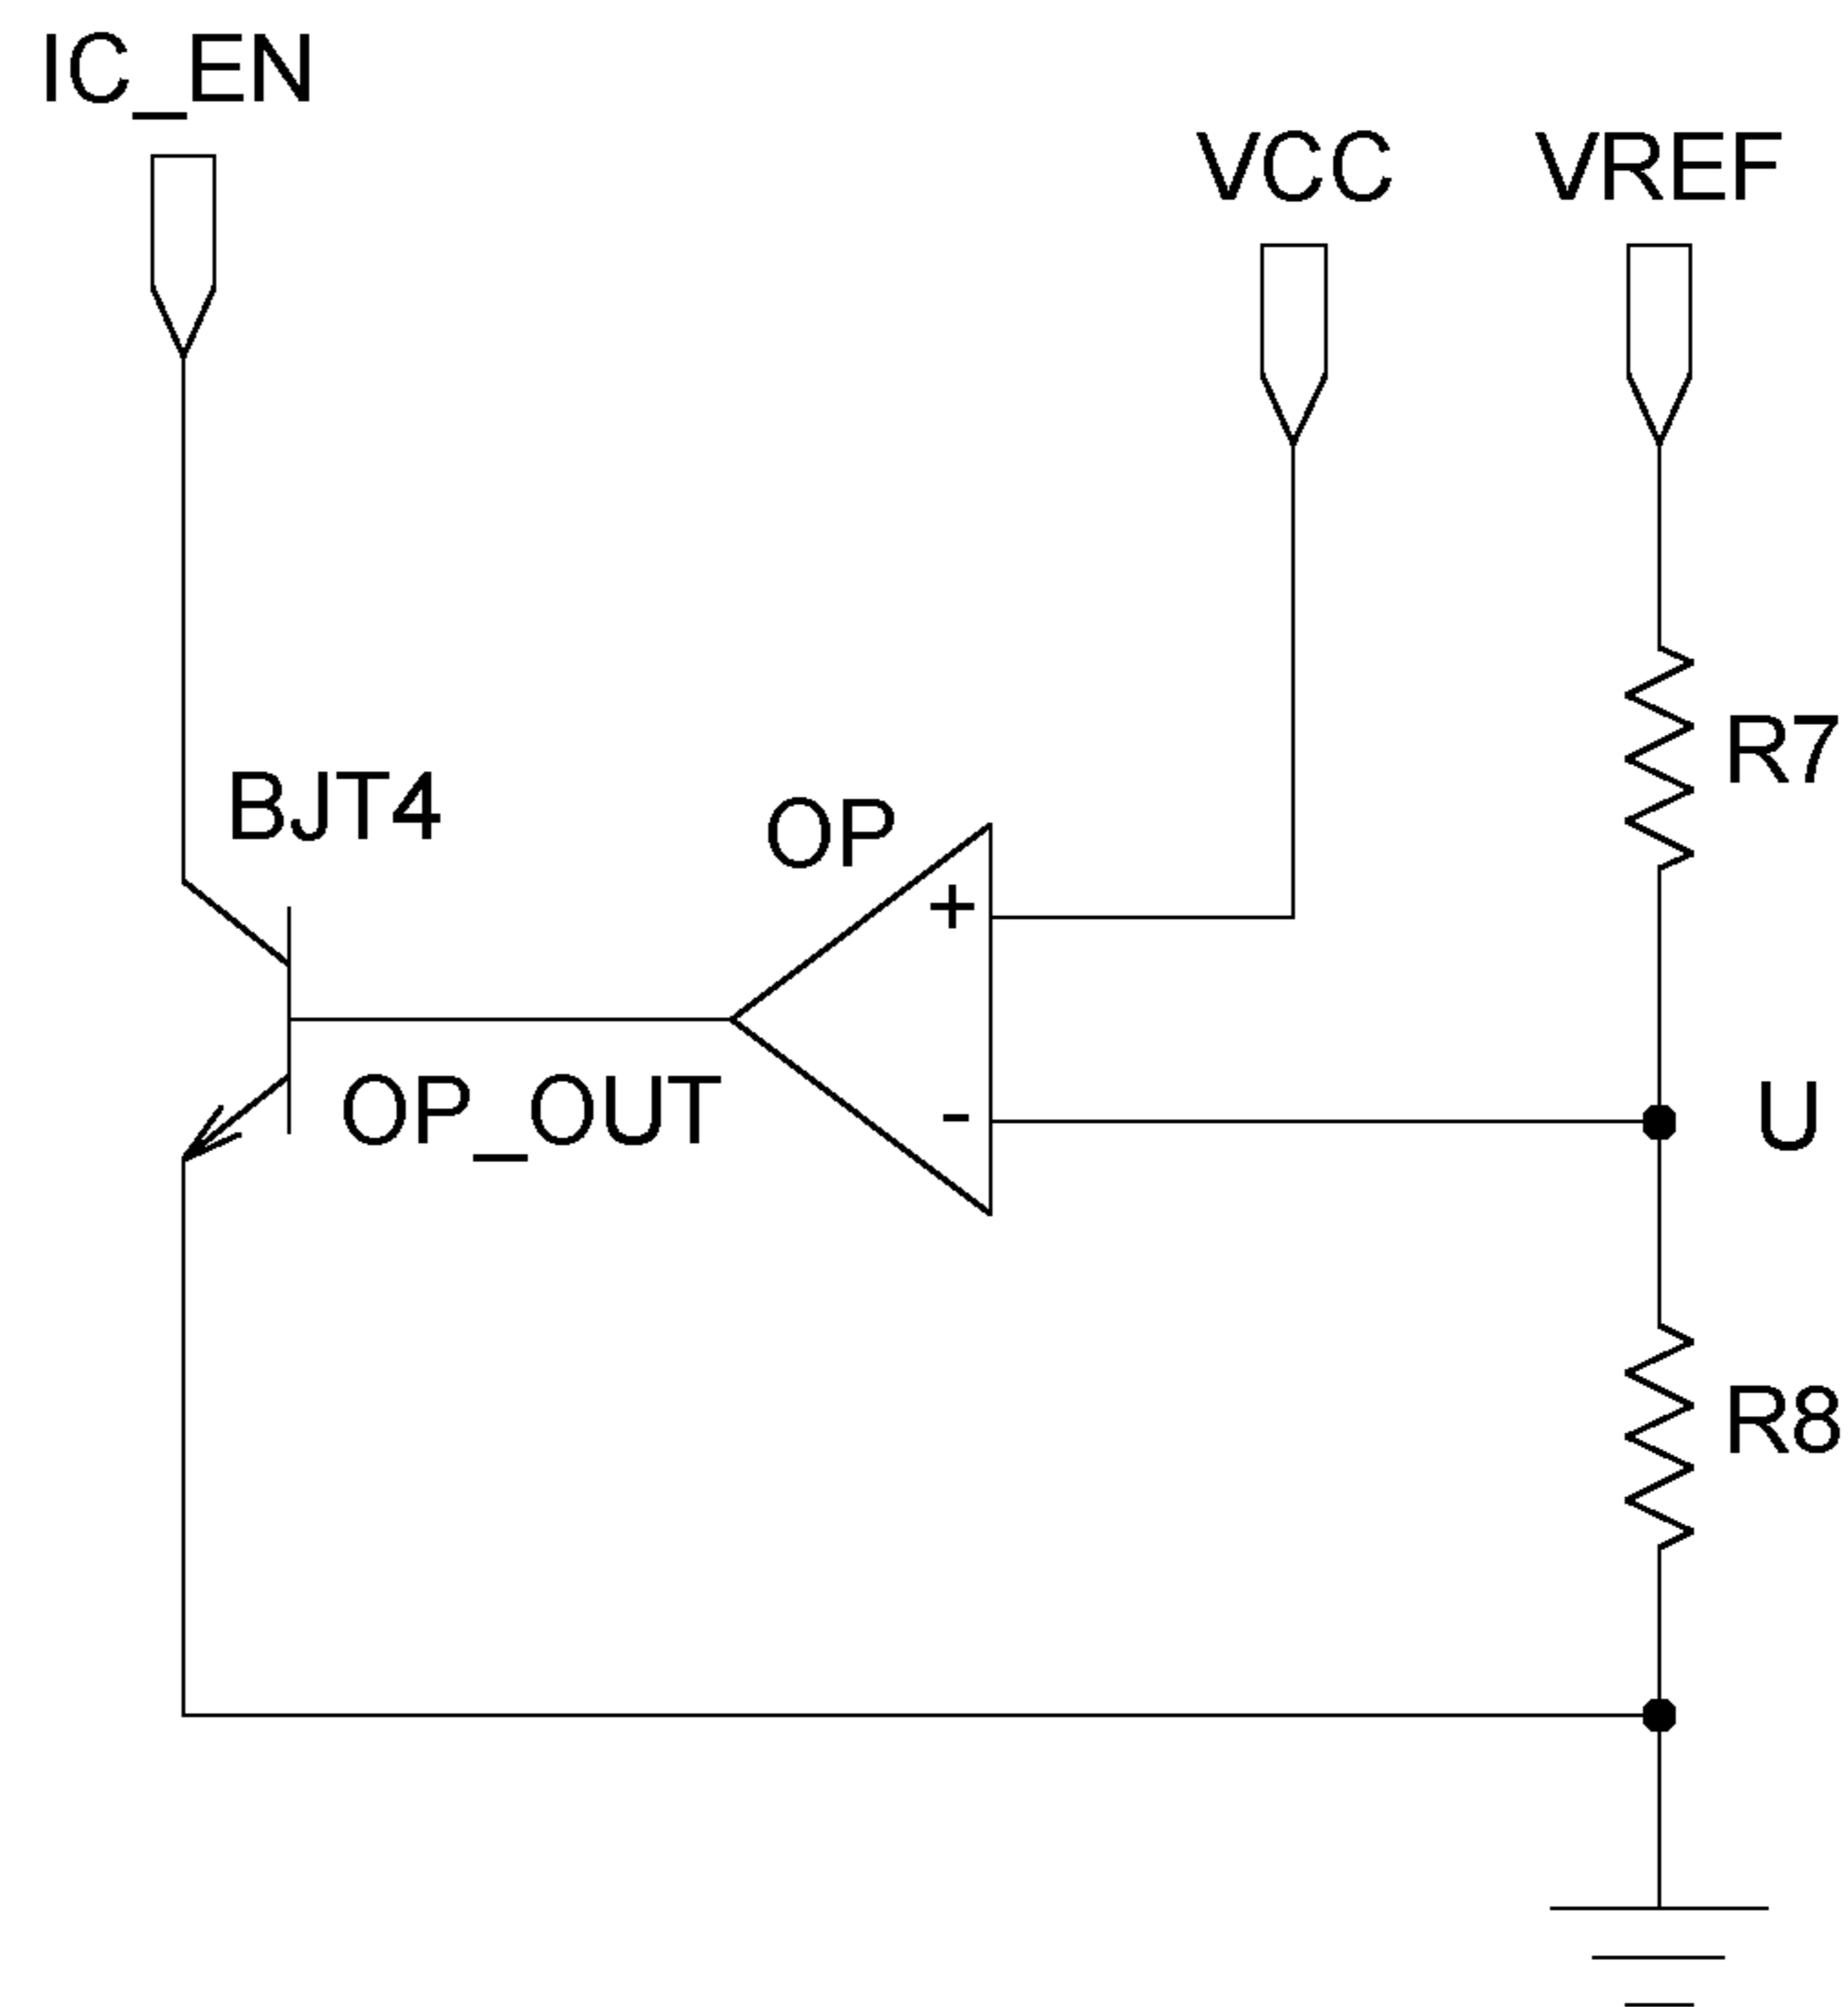 IC_EN
VCC
VREF
R7
BJT4
OP
+
U
OP_OUT
-
R8